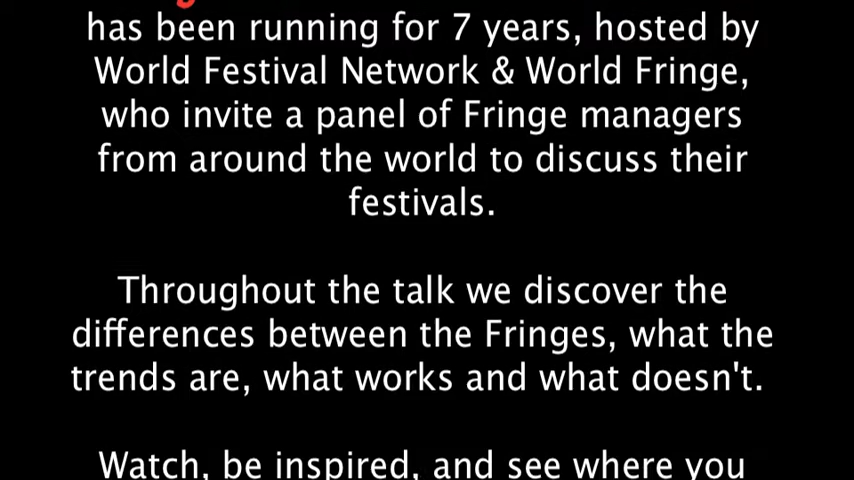 has been running for 7 years, hosted by
World Festival Network & World Fringe,
who invite a panel of Fringe managers
from around the world to discuss their
festivals.
Throughout the talk we discover the
differences between the Fringes, what the
trends are, what works and what doesn't.
Watch, be inspired, and see where you